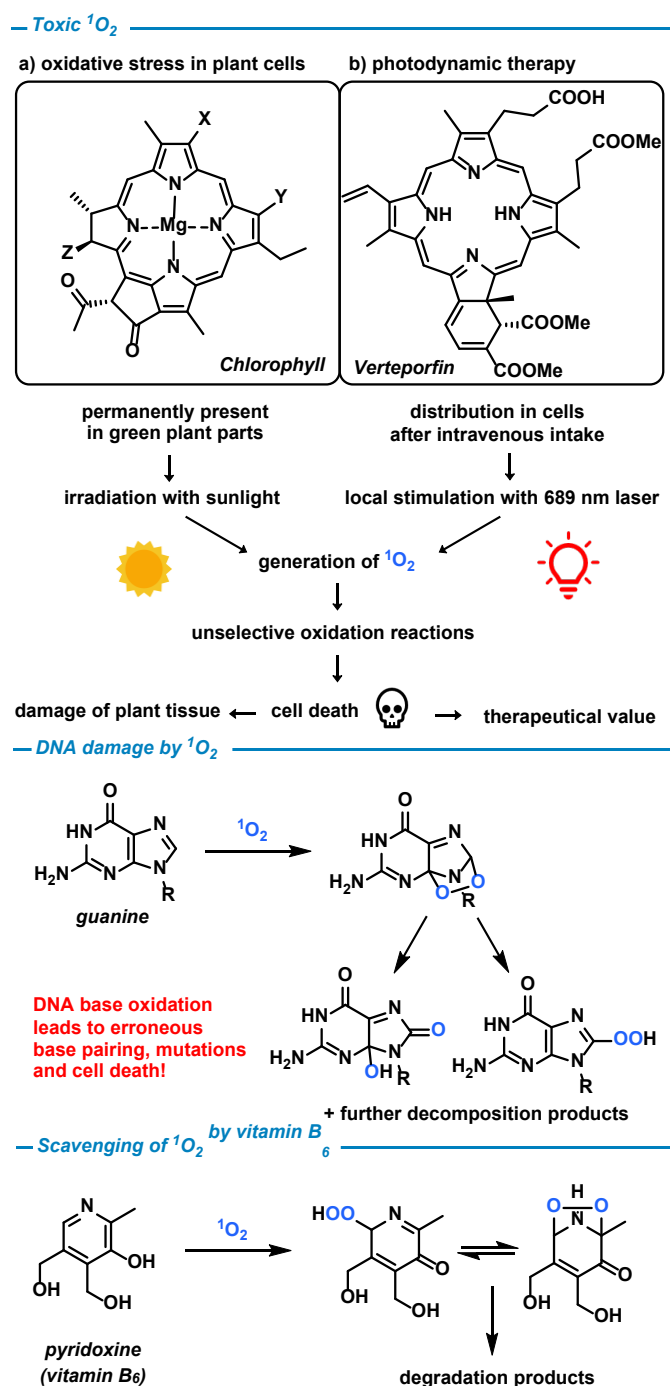 Toxic ¹O₂
a) oxidative stress in plant cells
b) photodynamic therapy
X
Y
N
N
Mg
N
Z
N
O
O
Chlorophyll
COOH
COOMe
N
NH
HN
N
COOMe
COOMe
Verteporfin
permanently present
in green plant parts
distribution in cells
after intravenous intake
irradiation with sunlight
local stimulation with 689 nm laser
generation of ¹O₂
unselective oxidation reactions
damage of plant tissue
cell death
therapeutical value
DNA damage by ¹O₂
O
HN
N
H₂N
N
N
R
guanine
¹O₂
O
HN
N
H₂N
N
N
O
O
R
DNA base oxidation
leads to erroneous
base pairing, mutations
and cell death!
O
HN
N
O
H₂N
N
N
OH
R
O
HN
N
OOH
H₂N
N
N
R
+ further decomposition products
Scavenging of ¹O₂ by vitamin B₆
N
OH
OH
OH
pyridoxine
(vitamin B₆)
¹O₂
HOO
N
O
OH
OH
H
O
O
N
O
OH
OH
degradation products